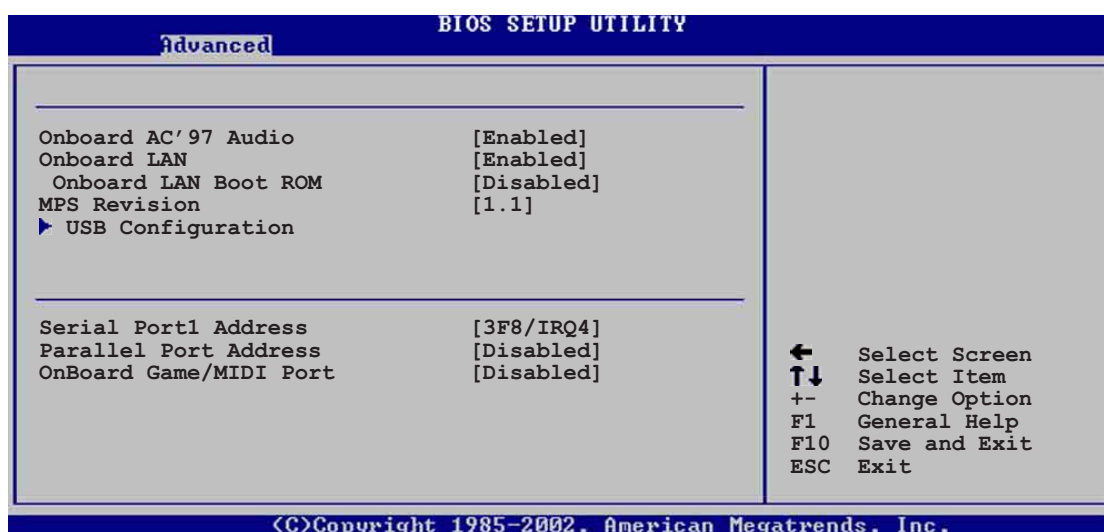 BIOS SETUP UTILITY
Advanced
Onboard AC'97 Audio [Enabled]
Onboard LAN [Enabled]
Onboard LAN Boot ROM [Disabled]
MPS Revision [1.1]
USB Configuration
Serial Port1 Address [3F8/IRQ4]
Parallel Port Address [Disabled]
OnBoard Game/MIDI Port [Disabled]
← Select Screen
↑↓ Select Item
+- Change Option
F1 General Help
F10 Save and Exit
ESC Exit
(C)Copyright 1985-2002, American Megatrends, Inc.